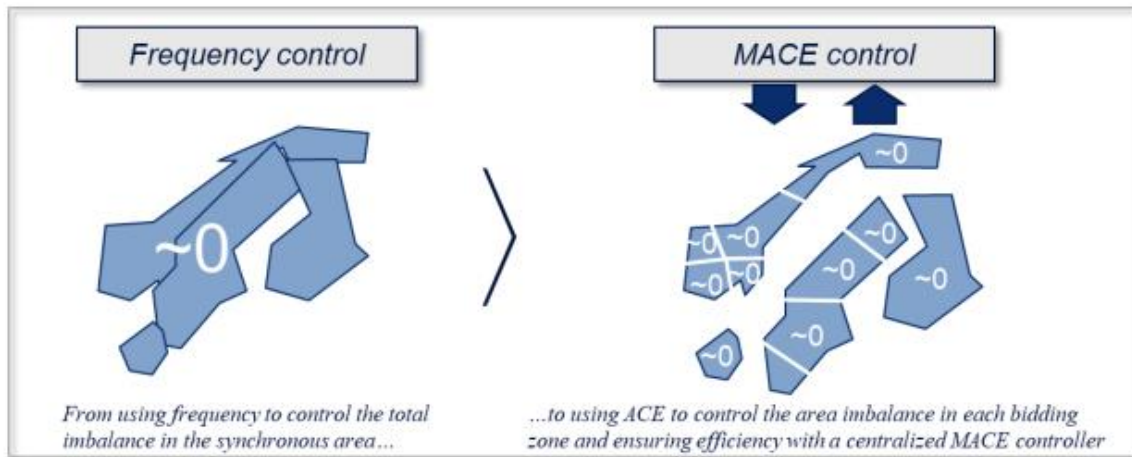 Frequency control
MACE control
~0
~0
~0
~0
~0
~0
~0
~0
~0
~0
~0
From using frequency to control the total
imbalance in the synchronous area…
…to using ACE to control the area imbalance in each bidding
zone and ensuring efficiency with a centralized MACE controller